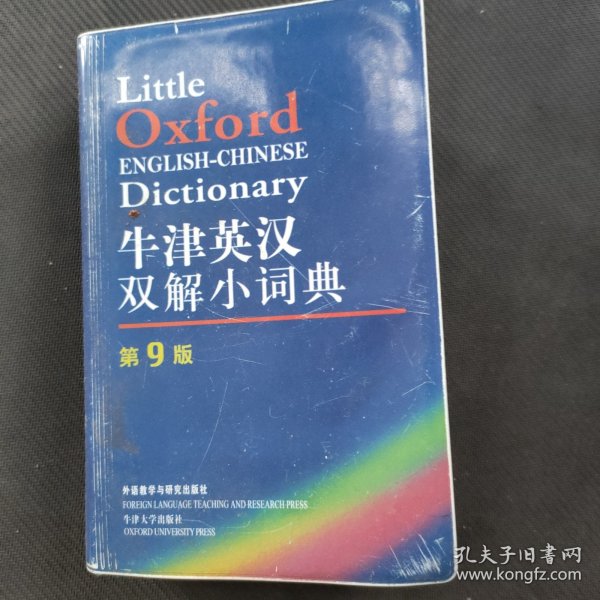 Little
Oxford
ENGLISH-CHINESE
Dictionary
牛津英汉
双解小词典
第9版
外语教学与研究出版社
FOREIGN LANGUAGE TEACHING AND RESEARCH PRESS
牛津大学出版社
OXFORD UNIVERSITY PRESS
孔夫子旧書网
www.kongfz.com